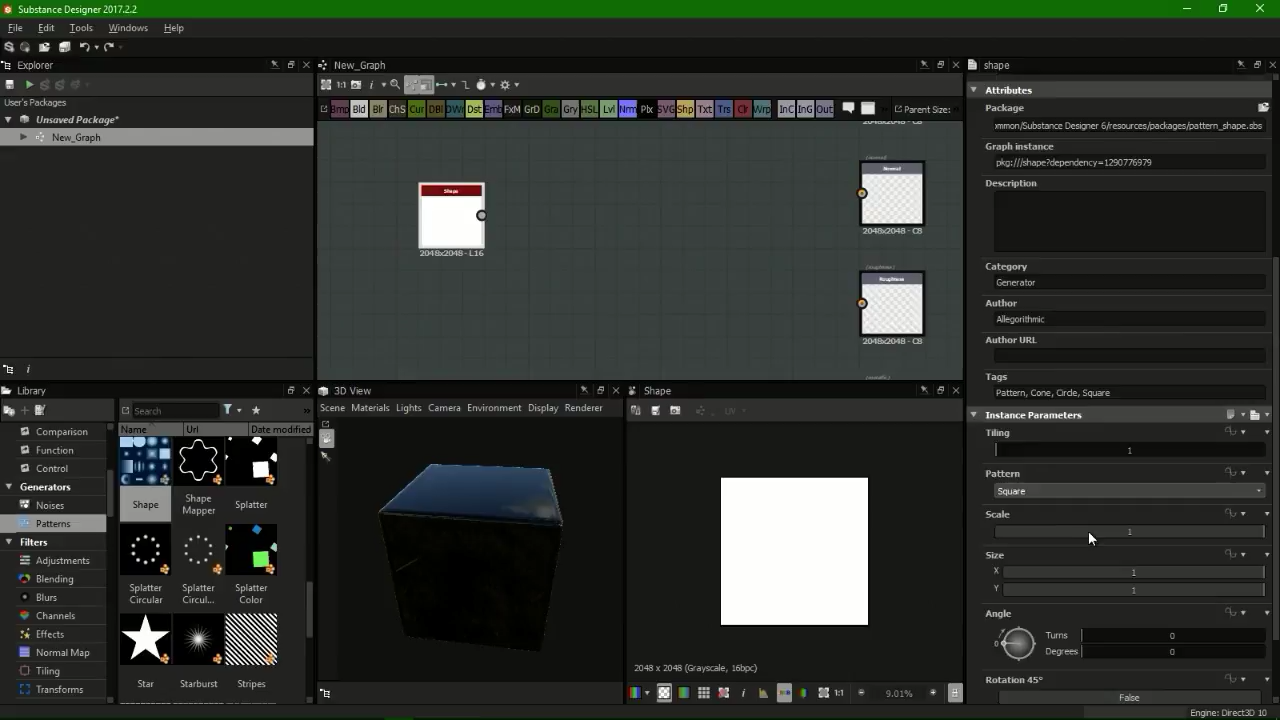 Substance Designer 2017.2.2
File Edit Tools Windows Help
Explorer
User's Packages
Unsaved Package*
New_Graph
New_Graph
1:1
Bld Blr ChS Cur DBl DWr Dst Emb FxM GrD Gra Gry HSL Lvl Nrm Plx SVG Shp Txt Trs Clr Wrp InC InG Out
Parent Size:
Shape
2048x2048 - L16
Normal
2048x2048 - C8
Roughness
2048x2048 - C8
Library
Search
Name Url Date modified
Comparison
Function
Control
Generators
Noises
Patterns
Filters
Adjustments
Blending
Blurs
Channels
Effects
Normal Map
Tiling
Transforms
Shape
Shape Mapper
Splatter
Splatter Circular
Splatter Circul...
Splatter Color
Star
Starburst
Stripes
3D View
Scene Materials Lights Camera Environment Display Renderer
Shape
UV
2048 x 2048 (Grayscale, 16bpc)
1:1
9.01%
shape
Attributes
Package
mmon/Substance Designer 6/resources/packages/pattern_shape.sbs
Graph instance
pkg:///shape?dependency=1290776979
Description
Category
Generator
Author
Allegorithmic
Author URL
Tags
Pattern, Cone, Circle, Square
Instance Parameters
Tiling
1
Pattern
Square
Scale
1
Size
X 1
Y 1
Angle
0
Turns 0
Degrees 0
Rotation 45°
False
Engine: Direct3D 10